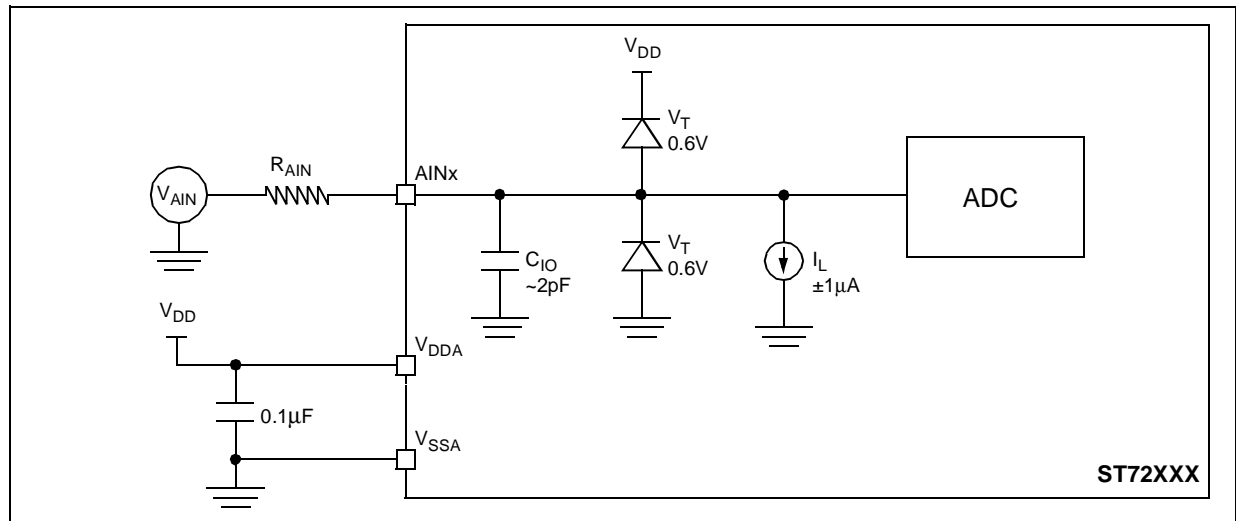 V_DD
V_T
0.6V
R_AIN
AINx
V_AIN
ADC
C_IO
~2pF
V_T
0.6V
I_L
±1µA
V_DD
V_DDA
0.1µF
V_SSA
ST72XXX